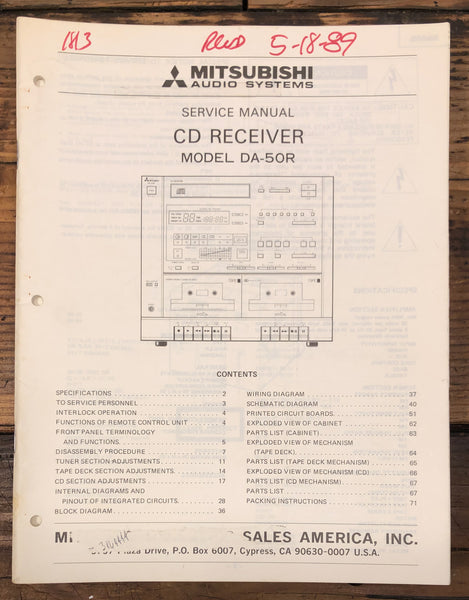 1813
Rec'd 5-18-89
MITSUBISHI
AUDIO SYSTEMS
SERVICE MANUAL
CD RECEIVER
MODEL DA-50R
CONTENTS
SPECIFICATIONS 2
TO SERVICE PERSONNEL 3
INTERLOCK OPERATION 4
FUNCTIONS OF REMOTE CONTROL UNIT 4
FRONT PANEL TERMINOLOGY
AND FUNCTIONS. 5
DISASSEMBLY PROCEDURE 7
TUNER SECTION ADJUSTMENTS 11
TAPE DECK SECTION ADJUSTMENTS 14
CD SECTION ADJUSTMENTS 17
INTERNAL DIAGRAMS AND
PINOUT OF INTEGRATED CIRCUITS. 28
BLOCK DIAGRAM 36
WIRING DIAGRAM 37
SCHEMATIC DIAGRAM 40
PRINTED CIRCUIT BOARDS. 51
EXPLODED VIEW OF CABINET 62
PARTS LIST (CABINET) 63
EXPLODED VIEW OF MECHANISM
(TAPE DECK). 64
PARTS LIST (TAPE DECK MECHANISM) 65
EXPLODED VIEW OF MECHANISM (CD) 66
PARTS LIST (CD MECHANISM) 67
PARTS LIST 67
PACKING INSTRUCTIONS 71
SALES AMERICA, INC.
Plaza Drive, P.O. Box 6007, Cypress, CA 90630-0007 U.S.A.